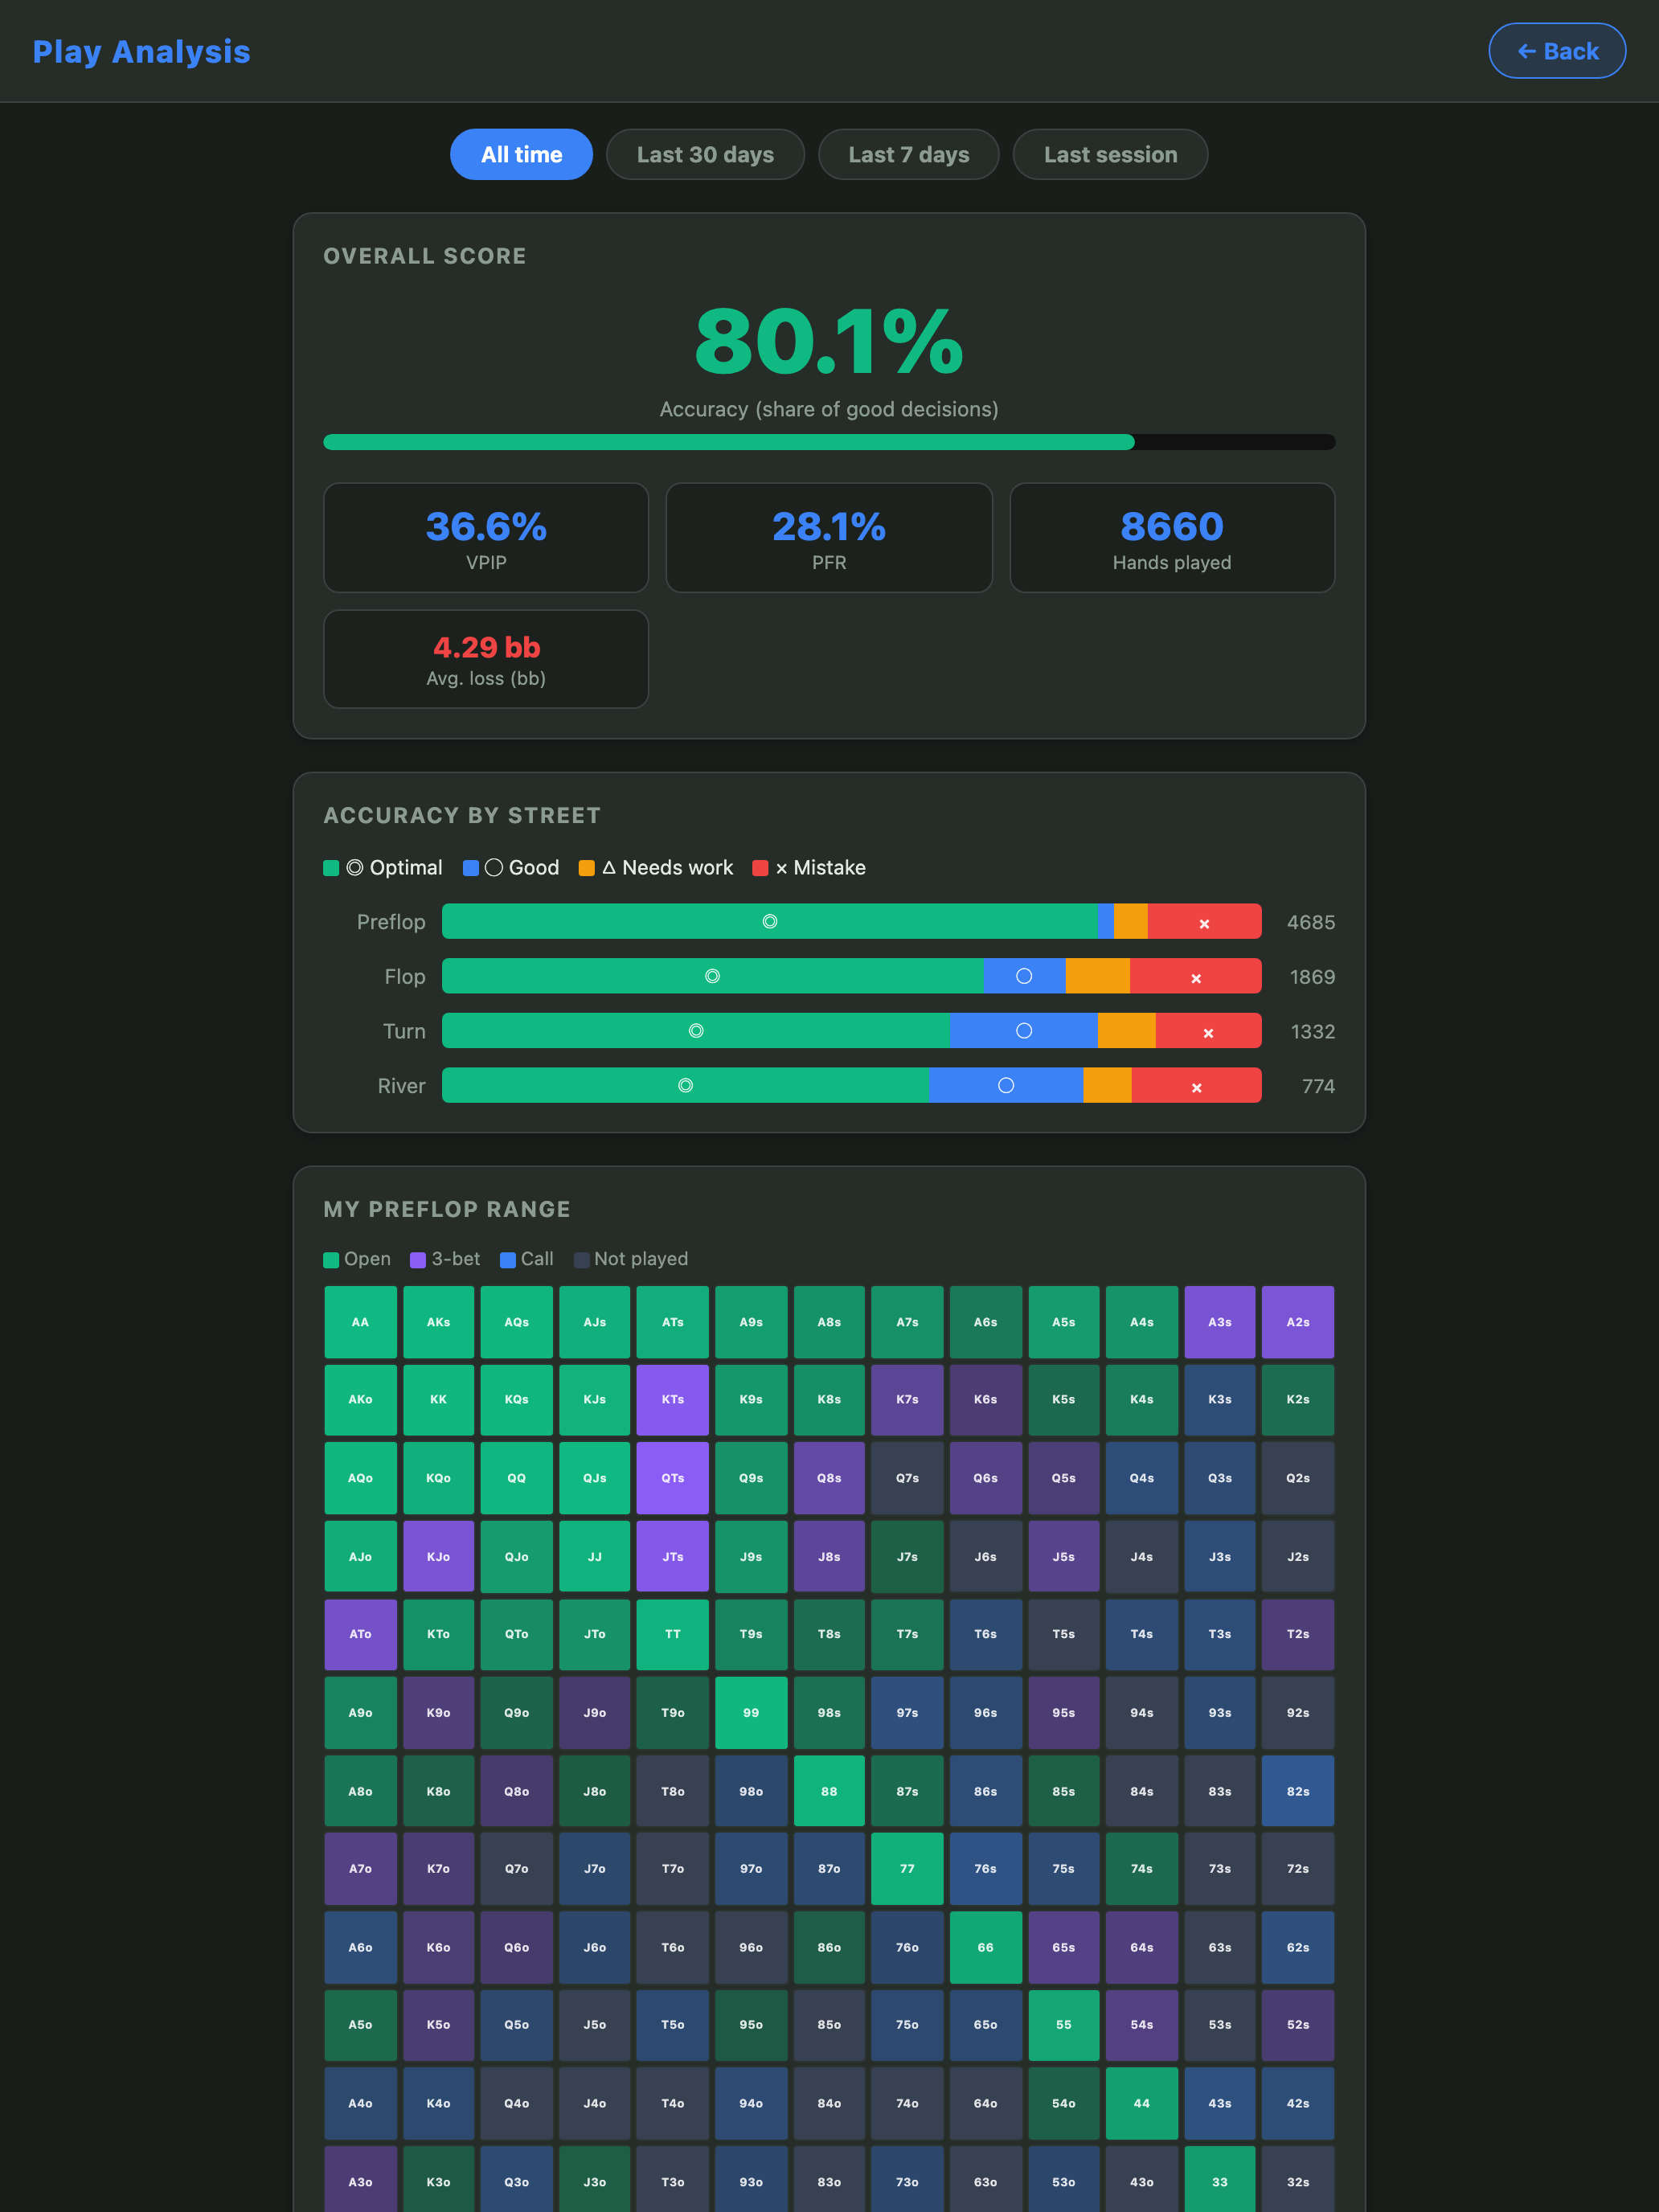 Play Analysis
← Back
All time Last 30 days Last 7 days Last session
OVERALL SCORE
80.1%
Accuracy (share of good decisions)
36.6% 28.1% 8660
VPIP PFR Hands played
4.29 bb
Avg. loss (bb)
ACCURACY BY STREET
◎ Optimal ○ Good △ Needs work × Mistake
Preflop ◎ × 4685
Flop ◎ ○ × 1869
Turn ◎ ○ × 1332
River ◎ ○ × 774
MY PREFLOP RANGE
Open 3-bet Call Not played
AA AKs AQs AJs ATs A9s A8s A7s A6s A5s A4s A3s A2s
AKo KK KQs KJs KTs K9s K8s K7s K6s K5s K4s K3s K2s
AQo KQo QQ QJs QTs Q9s Q8s Q7s Q6s Q5s Q4s Q3s Q2s
AJo KJo QJo JJ JTs J9s J8s J7s J6s J5s J4s J3s J2s
ATo KTo QTo JTo TT T9s T8s T7s T6s T5s T4s T3s T2s
A9o K9o Q9o J9o T9o 99 98s 97s 96s 95s 94s 93s 92s
A8o K8o Q8o J8o T8o 98o 88 87s 86s 85s 84s 83s 82s
A7o K7o Q7o J7o T7o 97o 87o 77 76s 75s 74s 73s 72s
A6o K6o Q6o J6o T6o 96o 86o 76o 66 65s 64s 63s 62s
A5o K5o Q5o J5o T5o 95o 85o 75o 65o 55 54s 53s 52s
A4o K4o Q4o J4o T4o 94o 84o 74o 64o 54o 44 43s 42s
A3o K3o Q3o J3o T3o 93o 83o 73o 63o 53o 43o 33 32s